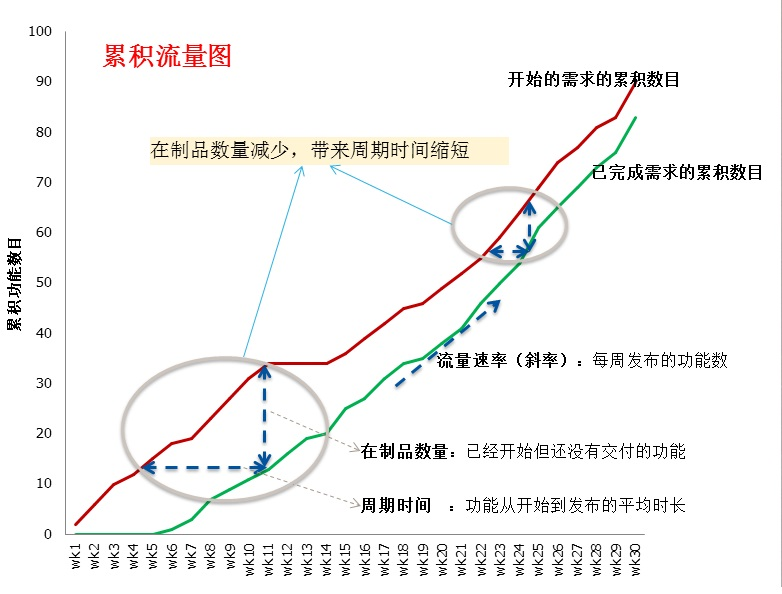 累积流量图
开始的需求的累积数目
在制品数量减少，带来周期时间缩短
已完成需求的累积数目
流量速率（斜率）：每周发布的功能数
在制品数量：已经开始但还没有交付的功能
周期时间　：功能从开始到发布的平均时长
累积功能数目
100
90
80
70
60
50
40
30
20
10
0
wk1
wk2
wk3
wk4
wk5
wk6
wk7
wk8
wk9
wk10
wk11
wk12
wk13
wk14
wk15
wk16
wk17
wk18
wk19
wk20
wk21
wk22
wk23
wk24
wk25
wk26
wk27
wk28
wk29
wk30